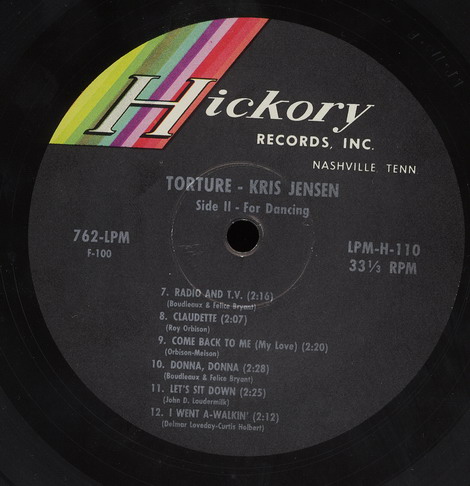 Hickory
RECORDS, INC.
NASHVILLE, TENN
TORTURE - KRIS JENSEN
Side II - For Dancing
762-LPM
F-100
LPM-H-110
33⅓ RPM
7. RADIO AND T.V. (2:16)
(Boudleaux & Felice Bryant)
8. CLAUDETTE (2:07)
(Roy Orbison)
9. COME BACK TO ME (My Love) (2:20)
(Orbison-Melson)
10. DONNA, DONNA (2:28)
(Boudleaux & Felice Bryant)
11. LET'S SIT DOWN (2:25)
(John D. Loudermilk)
12. I WENT A-WALKIN' (2:12)
(Delmar Loveday-Curtis Holbart)